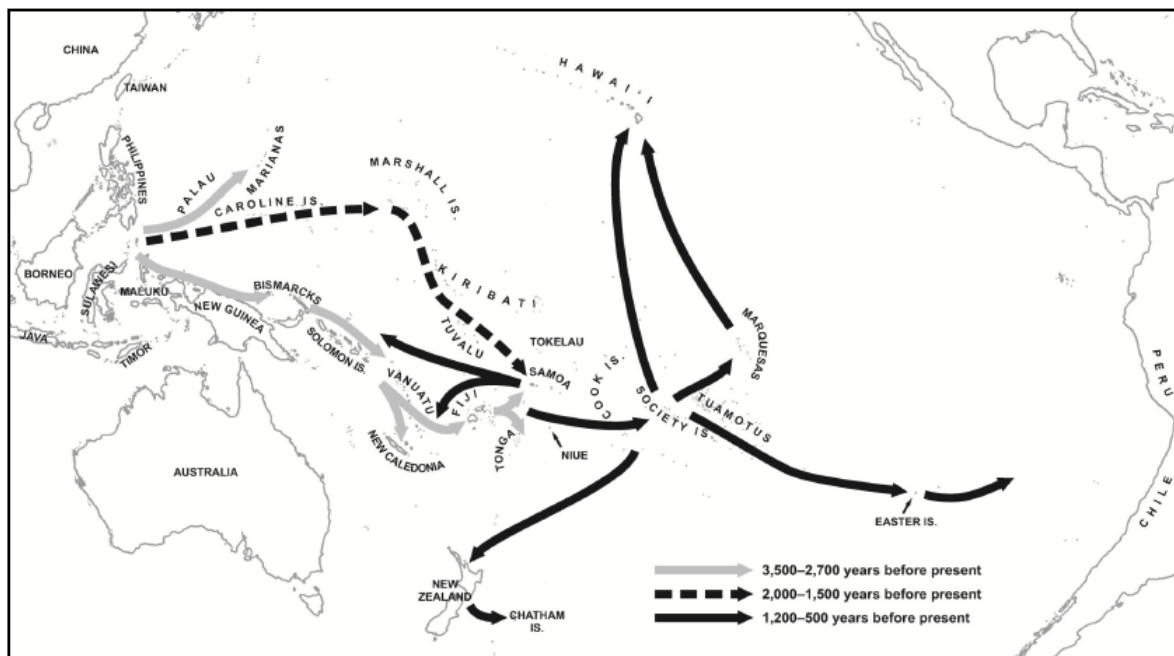 CHINA
TAIWAN
HAWAI'I
PHILIPPINES
PALAU
MARIANAS
MARSHALL IS.
CAROLINE IS.
BORNEO
SULAWESI
MALUKU
BISMARCKS
NEW GUINEA
KIRIBATI
JAVA
TIMOR
SOLOMON IS.
TUVALU
TOKELAU
SAMOA
COOK IS.
MARQUESAS
VANUATU
FIJI
SOCIETY IS.
TUAMOTUS
PERU
NEW CALEDONIA
TONGA
NIUE
AUSTRALIA
EASTER IS.
CHILE
NEW
ZEALAND
CHATHAM
IS.
3,500–2,700 years before present
2,000–1,500 years before present
1,200–500 years before present